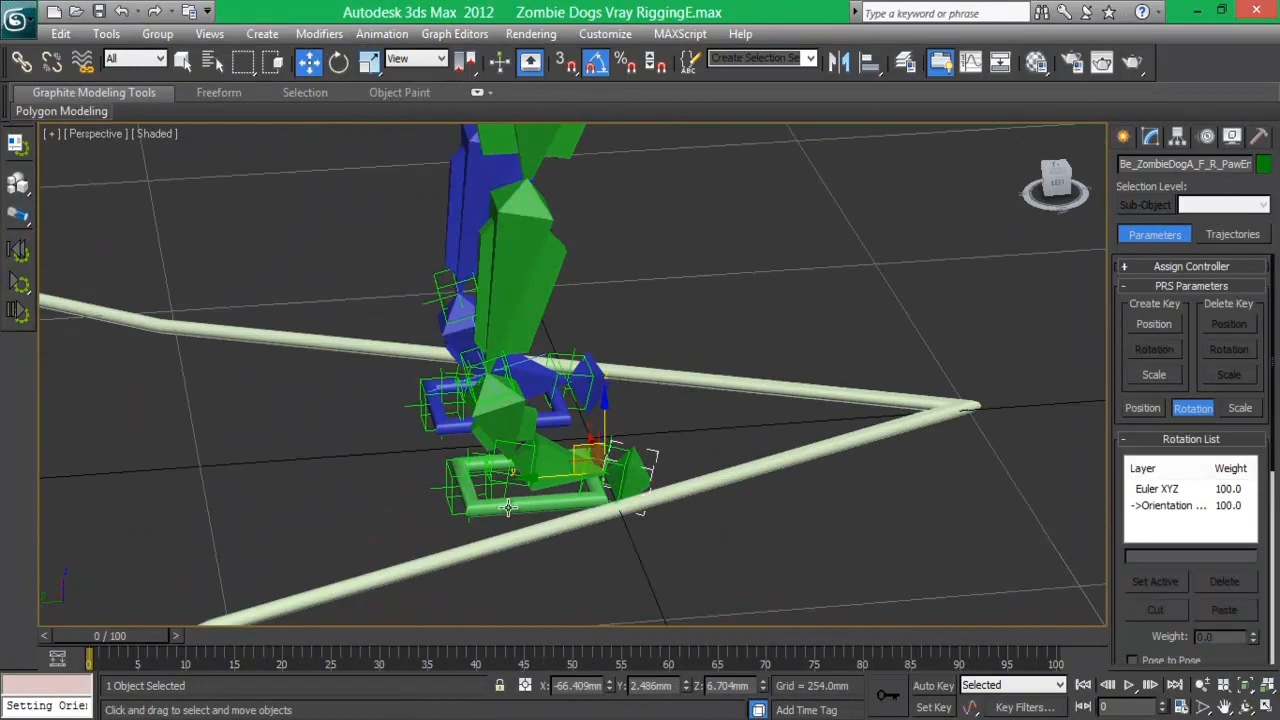 Autodesk 3ds Max 2012 Zombie Dogs Vray RiggingE.max
Type a keyword or phrase
Edit Tools Group Views Create Modifiers Animation Graph Editors Rendering Customize MAXScript Help
All View 3 Create Selection Se
Graphite Modeling Tools Freeform Selection Object Paint
Polygon Modeling
[ + ] [ Perspective ] [ Shaded ]
LEFT
Be_ZombieDogA_F_R_PawEn
Selection Level:
Sub-Object
Parameters Trajectories
+ Assign Controller
- PRS Parameters
Create Key Delete Key
Position Position
Rotation Rotation
Scale Scale
Position Rotation Scale
- Rotation List
Layer Weight
Euler XYZ 100.0
->Orientation ... 100.0
Set Active Delete
Cut Paste
Weight: 0.0
Pose to Pose
z
y
y
< 0 / 100 >
0 5 10 15 20 25 30 35 40 45 50 55 60 65 70 75 80 85 90 95 100
1 Object Selected X: -66.409mm Y: 2.486mm Z: 6.704mm Grid = 254.0mm Auto Key Selected
Setting Orie Click and drag to select and move objects Add Time Tag Set Key Key Filters... 0